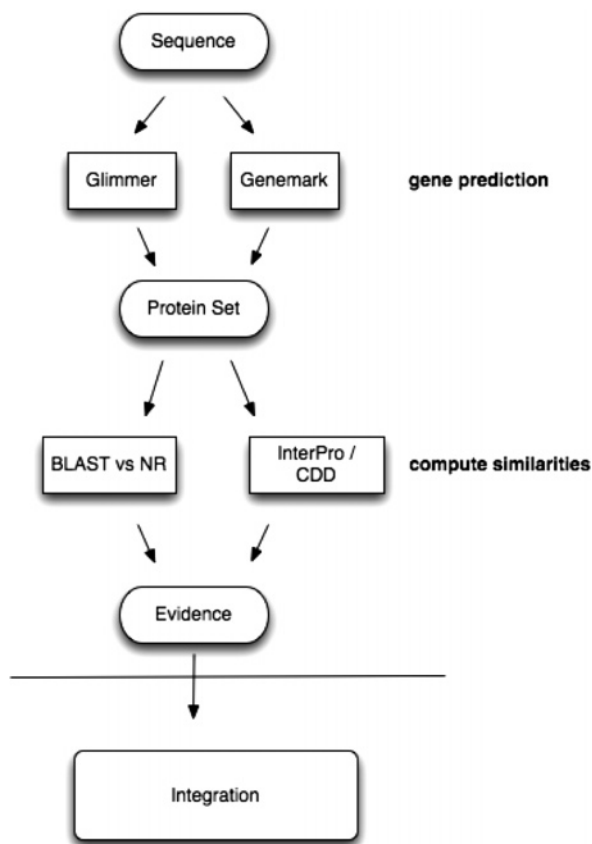 Sequence
Glimmer
Genemark
gene prediction
Protein Set
BLAST vs NR
InterPro /
CDD
compute similarities
Evidence
Integration